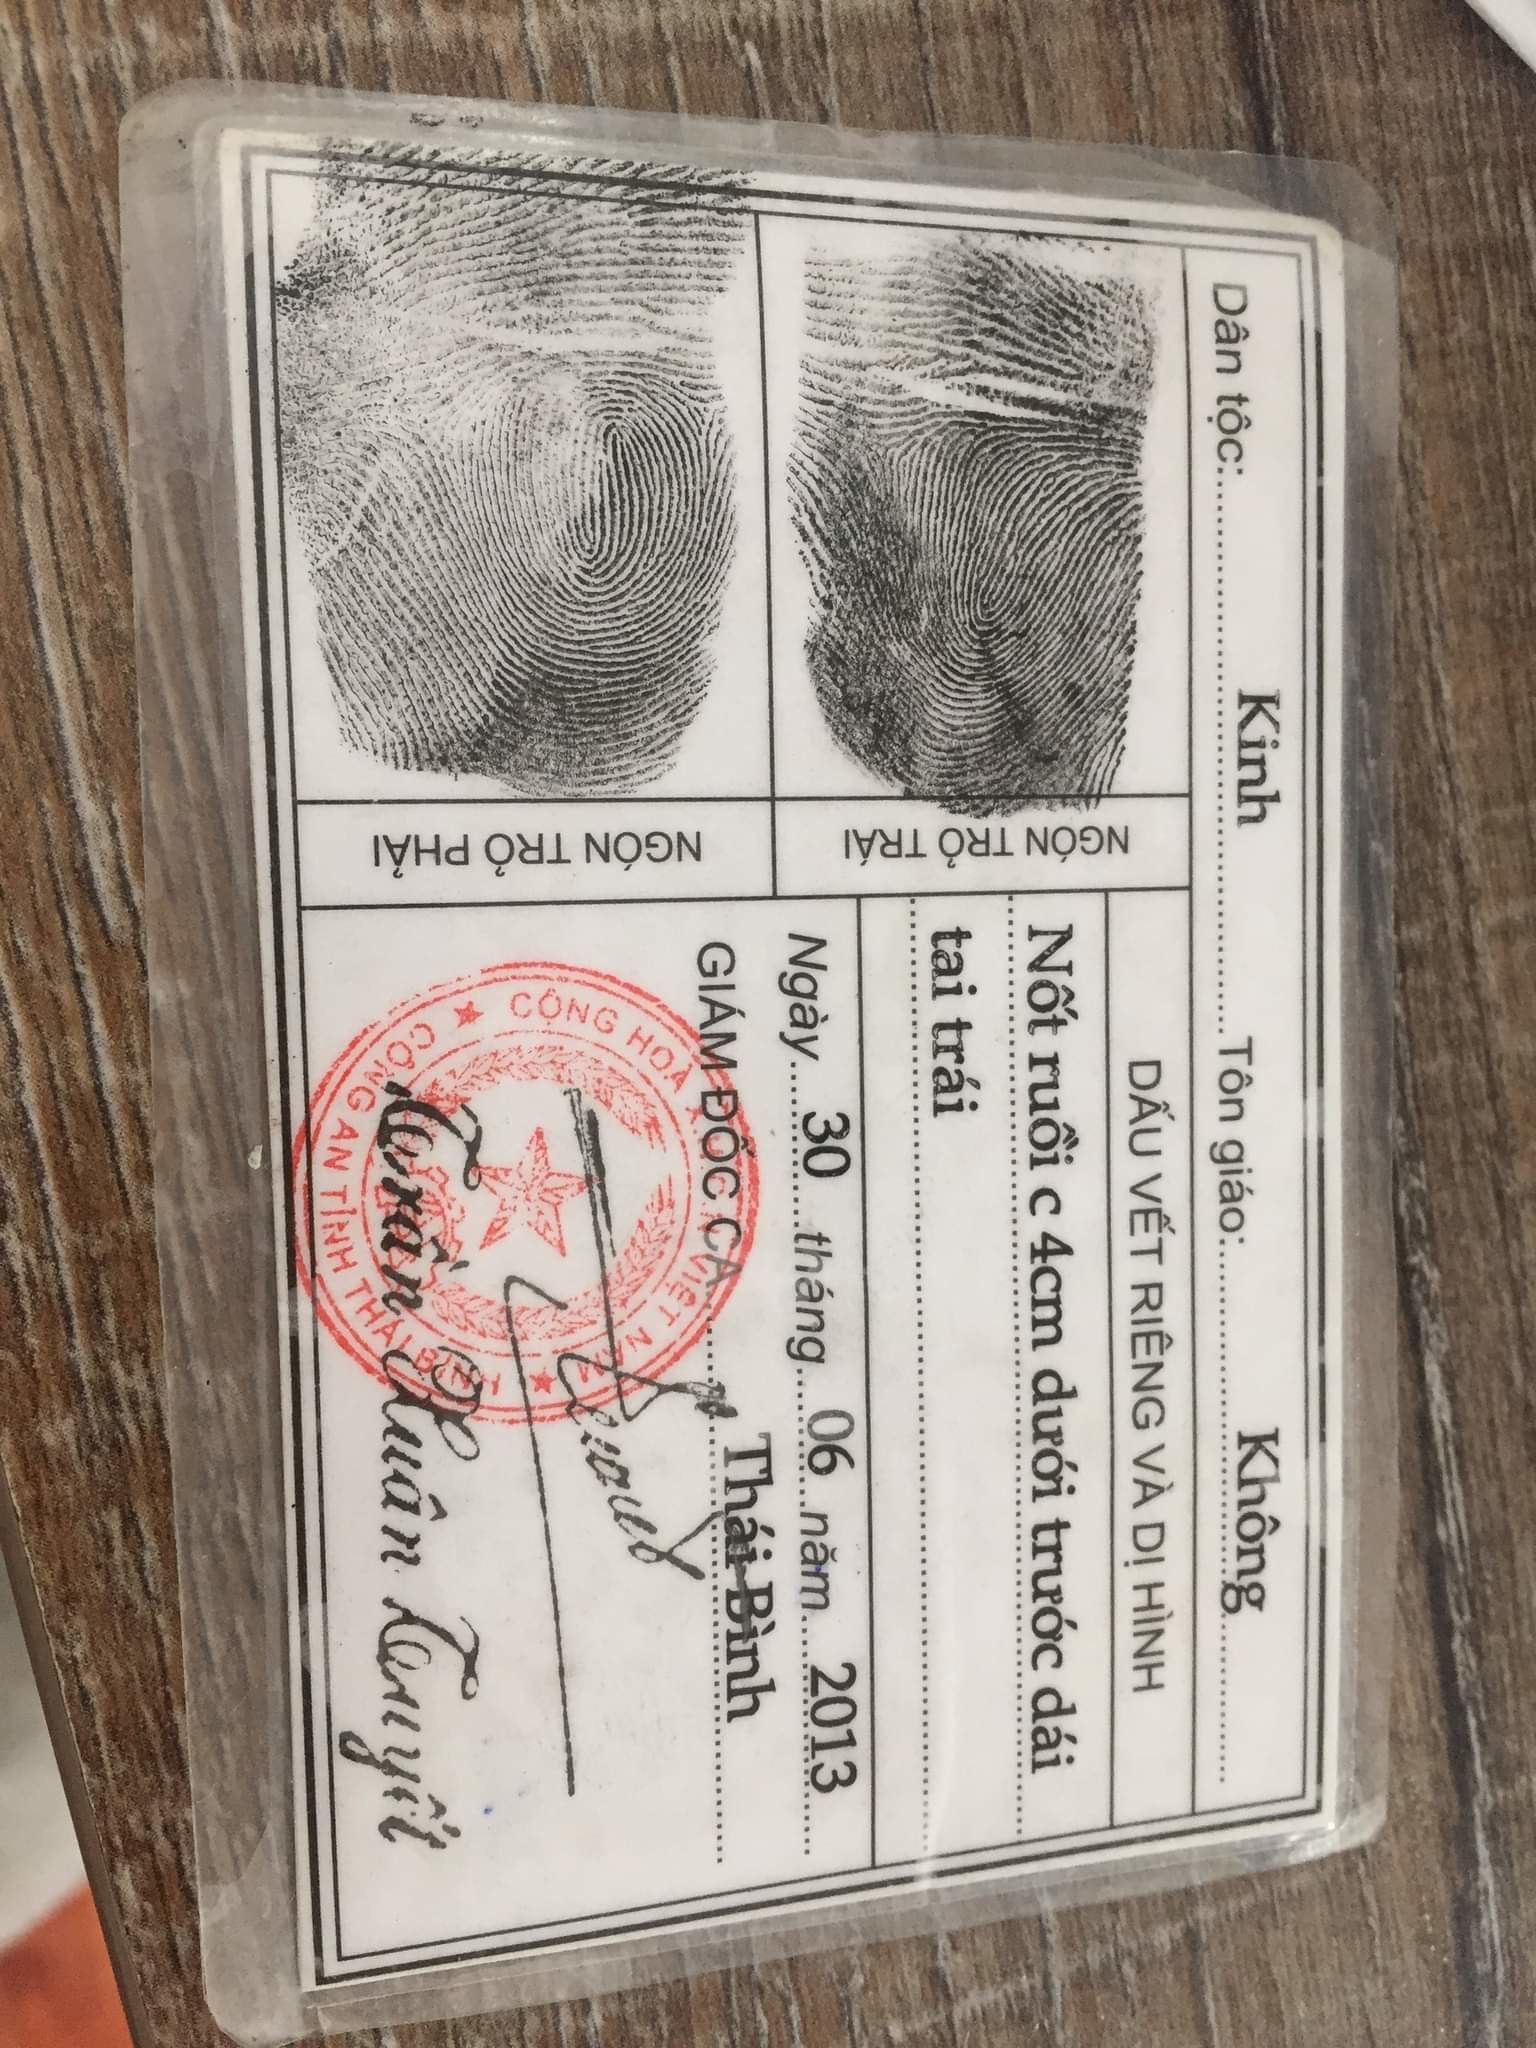 Dân tộc: Kinh Tôn giáo: Không
NGÓN TRỎ TRÁI
NGÓN TRỎ PHẢI
DẤU VẾT RIÊNG VÀ DỊ HÌNH
Nốt ruồi c 4cm dưới trước dái
tai trái
Ngày 30 tháng 06 năm 2013
GIÁM ĐỐC CA Thái Bình
CỘNG HOÀ X.H.C.N VIỆT NAM
CÔNG AN TỈNH THÁI BÌNH
Trần Xuân Tuyết